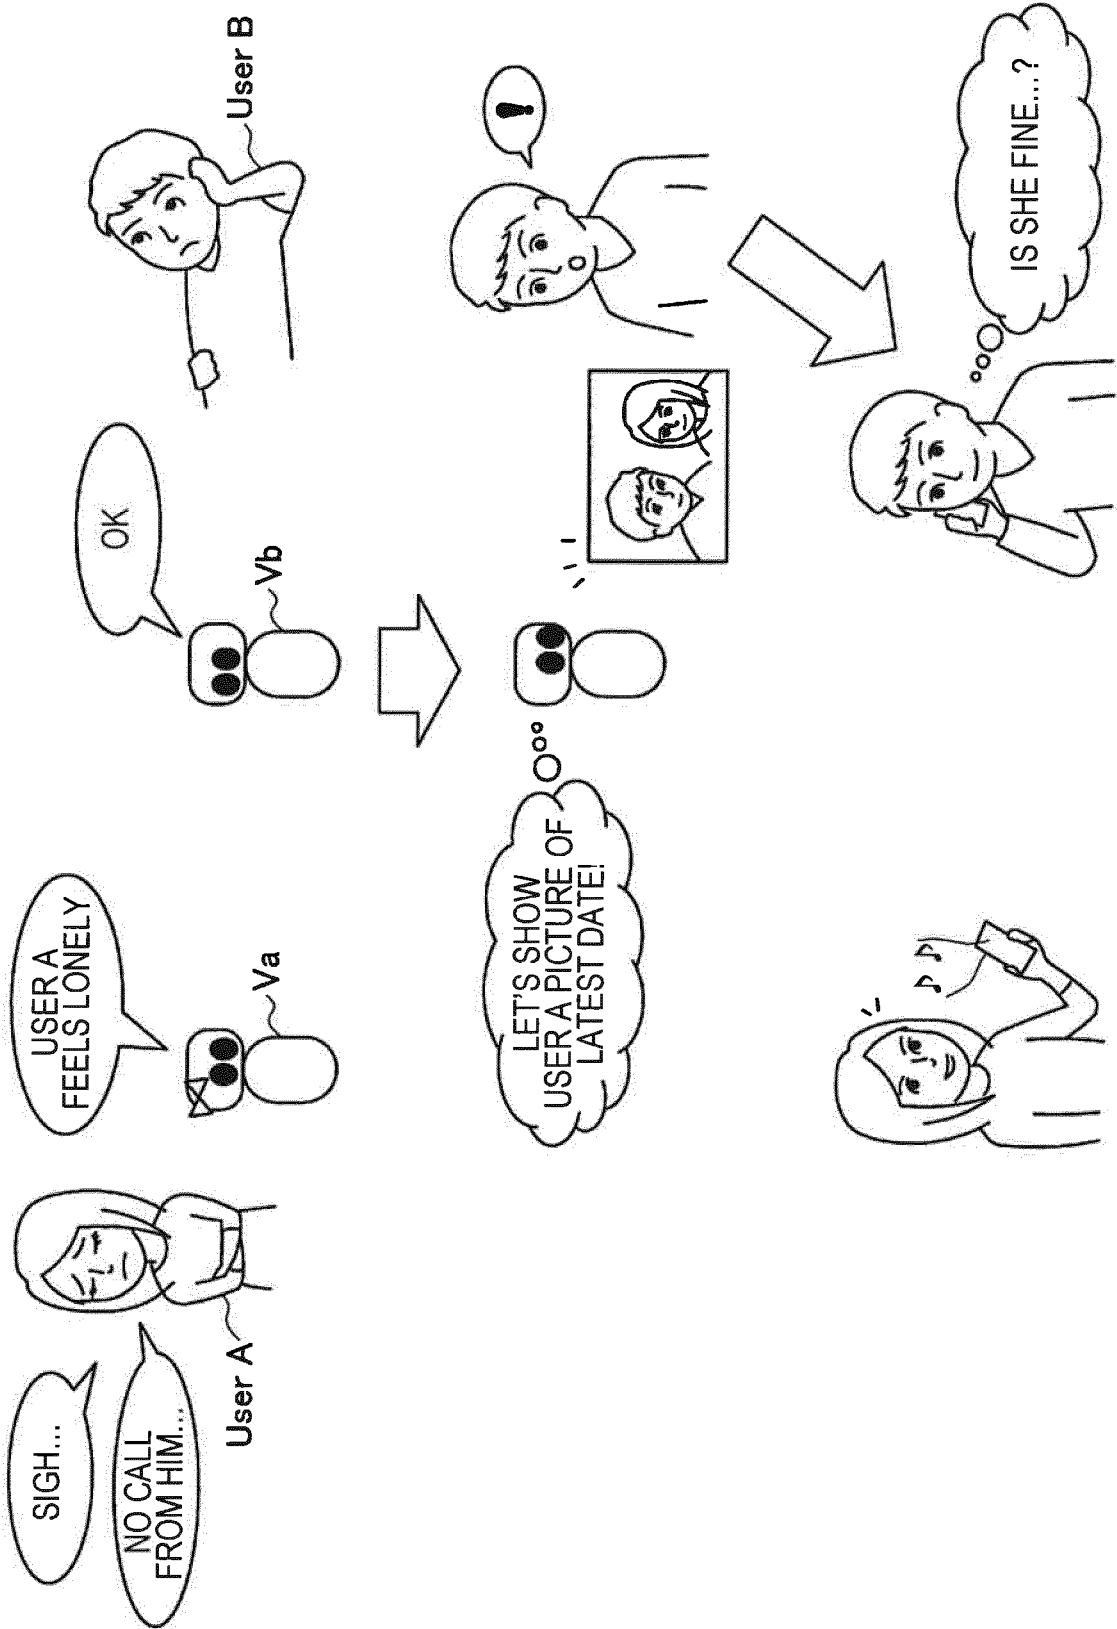 SIGH...
NO CALL
FROM HIM...
User A
USER A
FEELS LONELY
Va
OK
Vb
User B
LET'S SHOW
USER A PICTURE OF
LATEST DATE!
!
♪♪
IS SHE FINE...?